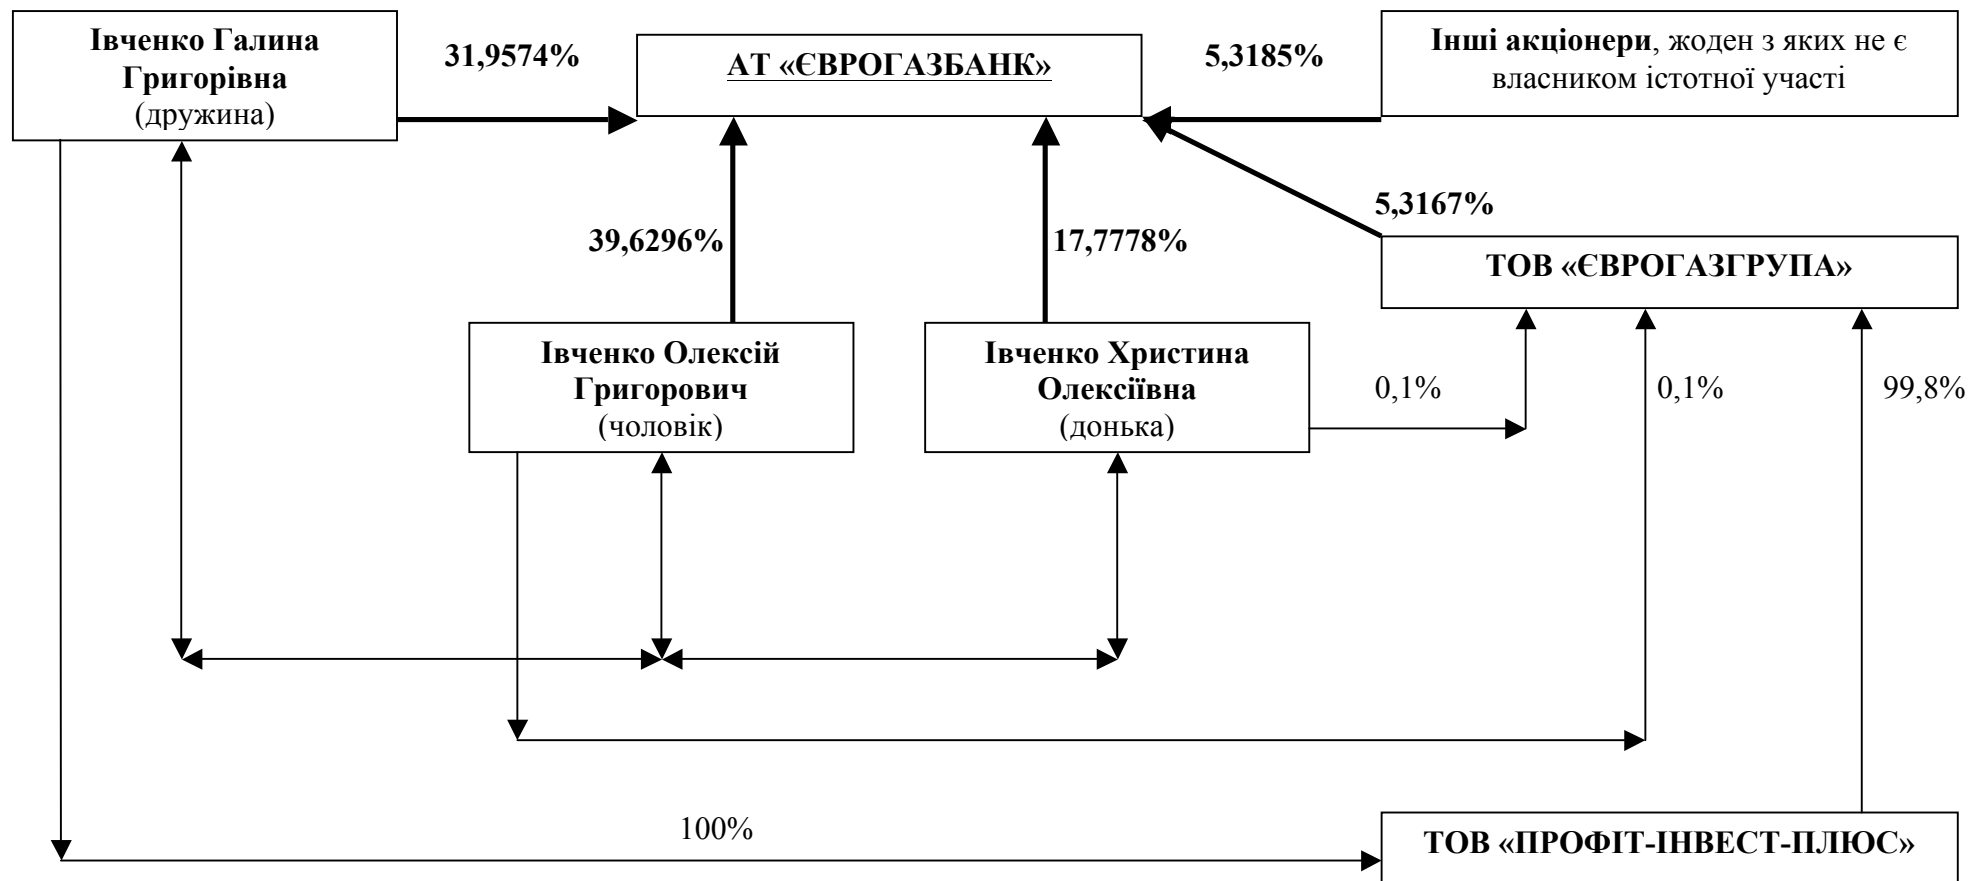 Івченко Галина
Григорівна
(дружина)
31,9574%
АТ «ЄВРОГАЗБАНК»
5,3185%
Інші акціонери, жоден з яких не є
власником істотної участі
39,6296%
17,7778%
5,3167%
ТОВ «ЄВРОГАЗГРУПА»
Івченко Олексій
Григорович
(чоловік)
Івченко Христина
Олексіївна
(донька)
0,1%
0,1%
99,8%
100%
ТОВ «ПРОФІТ-ІНВЕСТ-ПЛЮС»